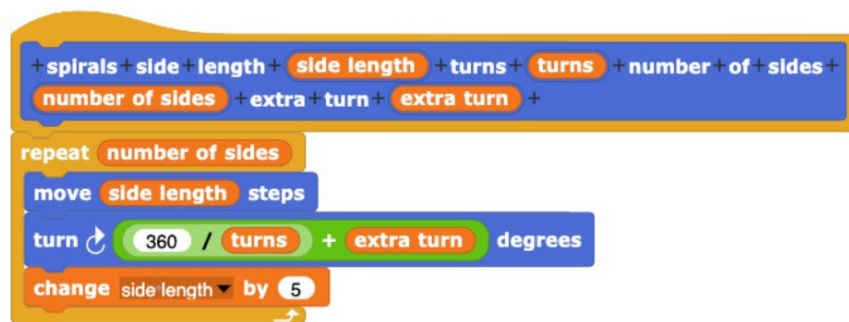 +spirals+side+length+ side length +turns+ turns +number+of+sides+
number of sides +extra+turn+ extra turn +
repeat number of sides
move side length steps
turn 360 / turns + extra turn degrees
change side length by 5